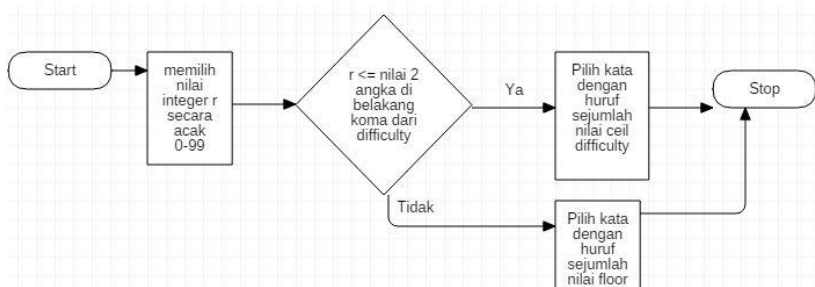 Start
memilih
nilai
integer r
secara
acak
0-99
r <= nilai 2
angka di
belakang
koma dari
difficulty
Ya
Pilih kata
dengan
huruf
sejumlah
nilai ceil
difficulty
Stop
Tidak
Pilih kata
dengan
huruf
sejumlah
nilai floor